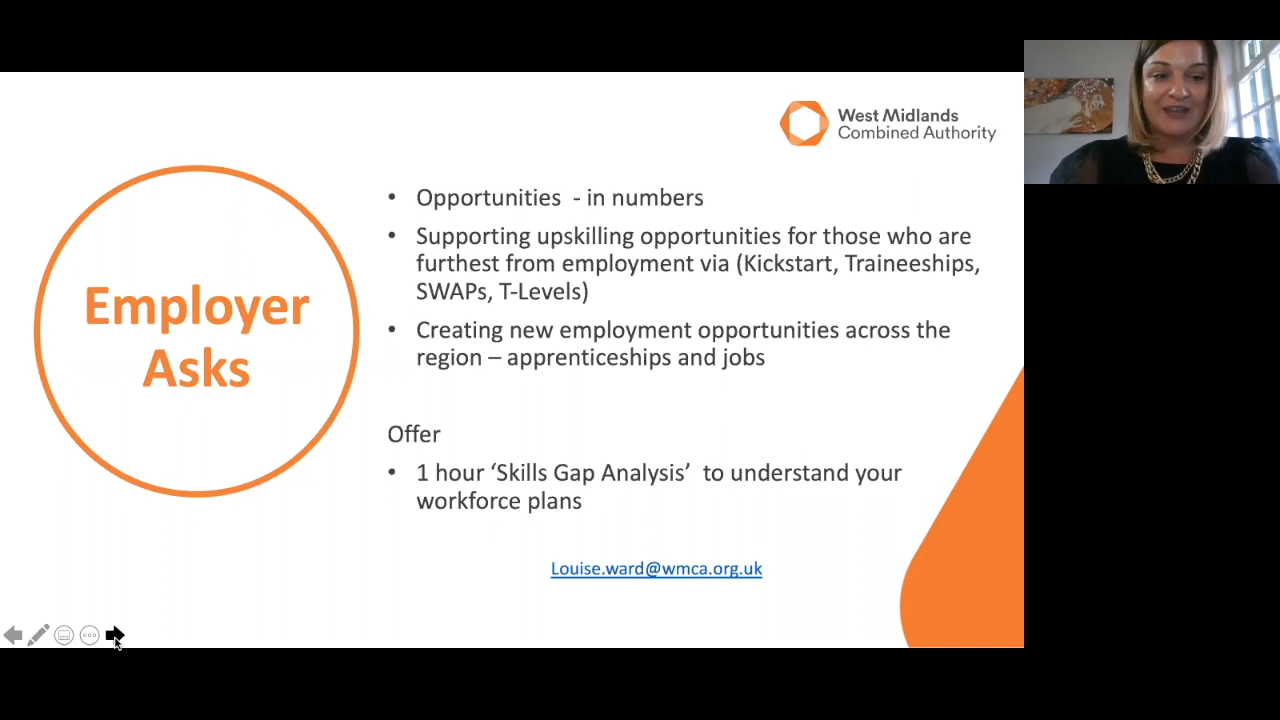 West Midlands
Combined Authority
Employer
Asks
• Opportunities - in numbers
• Supporting upskilling opportunities for those who are
furthest from employment via (Kickstart, Traineeships,
SWAPs, T-Levels)
• Creating new employment opportunities across the
region – apprenticeships and jobs
Offer
• 1 hour ‘Skills Gap Analysis’ to understand your
workforce plans
Louise.ward@wmca.org.uk